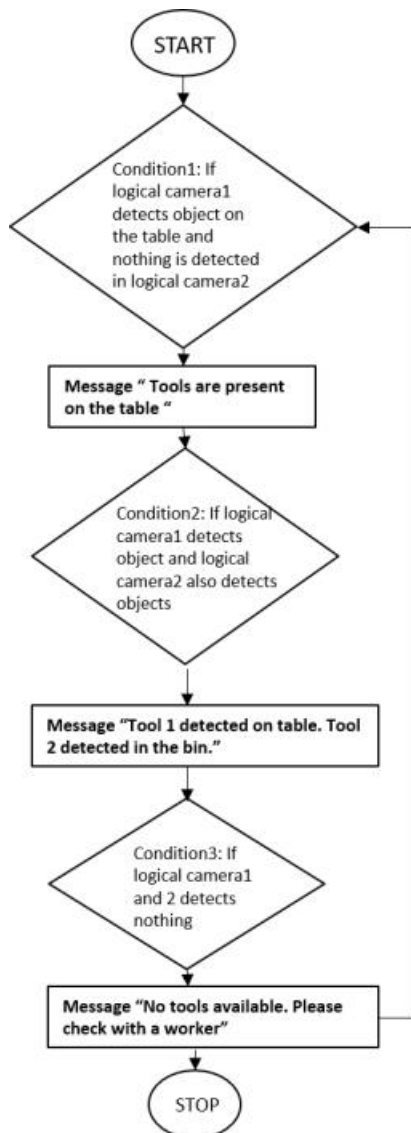 START
Condition1: If
logical camera1
detects object on
the table and
nothing is detected
in logical camera2
Message “ Tools are present
on the table “
Condition2: If logical
camera1 detects
object and logical
camera2 also detects
objects
Message “Tool 1 detected on table. Tool
2 detected in the bin.”
Condition3: If
logical camera1
and 2 detects
nothing
Message “No tools available. Please
check with a worker”
STOP